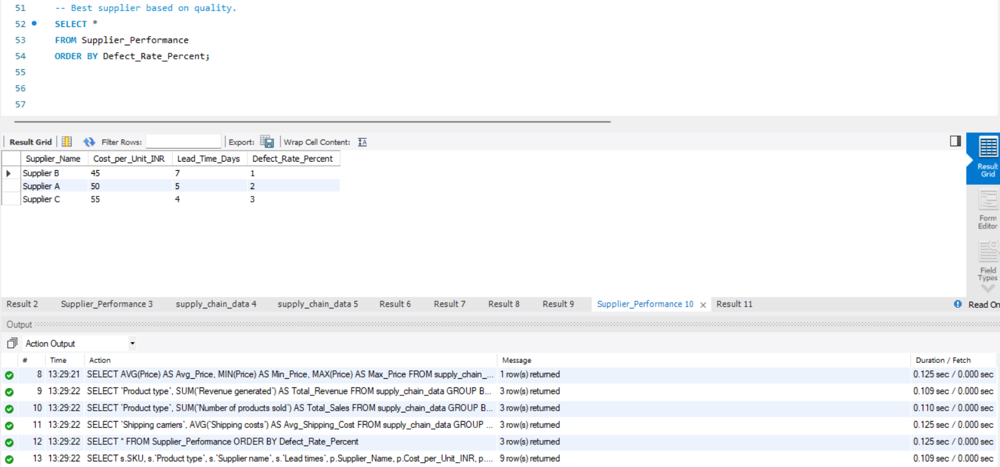 51 -- Best supplier based on quality.
52 SELECT *
53 FROM Supplier_Performance
54 ORDER BY Defect_Rate_Percent;
55
56
57
Result Grid Filter Rows: Export: Wrap Cell Content:
Supplier_Name Cost_per_Unit_INR Lead_Time_Days Defect_Rate_Percent
Supplier B 45 7 1
Supplier A 50 5 2
Supplier C 55 4 3
Result
Grid
Form
Editor
Field
Types
Result 2 Supplier_Performance 3 supply_chain_data 4 supply_chain_data 5 Result 6 Result 7 Result 8 Result 9 Supplier_Performance 10 Result 11 Read On
Output
Action Output
# Time Action Message Duration / Fetch
8 13:29:21 SELECT AVG(Price) AS Avg_Price, MIN(Price) AS Min_Price, MAX(Price) AS Max_Price FROM supply_chain_... 1 row(s) returned 0.125 sec / 0.000 sec
9 13:29:22 SELECT `Product type`, SUM(`Revenue generated`) AS Total_Revenue FROM supply_chain_data GROUP B... 3 row(s) returned 0.109 sec / 0.000 sec
10 13:29:22 SELECT `Product type`, SUM(`Number of products sold`) AS Total_Sales FROM supply_chain_data GROUP B... 3 row(s) returned 0.110 sec / 0.000 sec
11 13:29:22 SELECT `Shipping carriers`, AVG(`Shipping costs`) AS Avg_Shipping_Cost FROM supply_chain_data GROUP ... 3 row(s) returned 0.125 sec / 0.000 sec
12 13:29:22 SELECT * FROM Supplier_Performance ORDER BY Defect_Rate_Percent 3 row(s) returned 0.125 sec / 0.000 sec
13 13:29:22 SELECT s.SKU, s.`Product type`, s.`Supplier name`, s.`Lead times`, p.Supplier_Name, p.Cost_per_Unit_INR, p.... 9 row(s) returned 0.109 sec / 0.000 sec